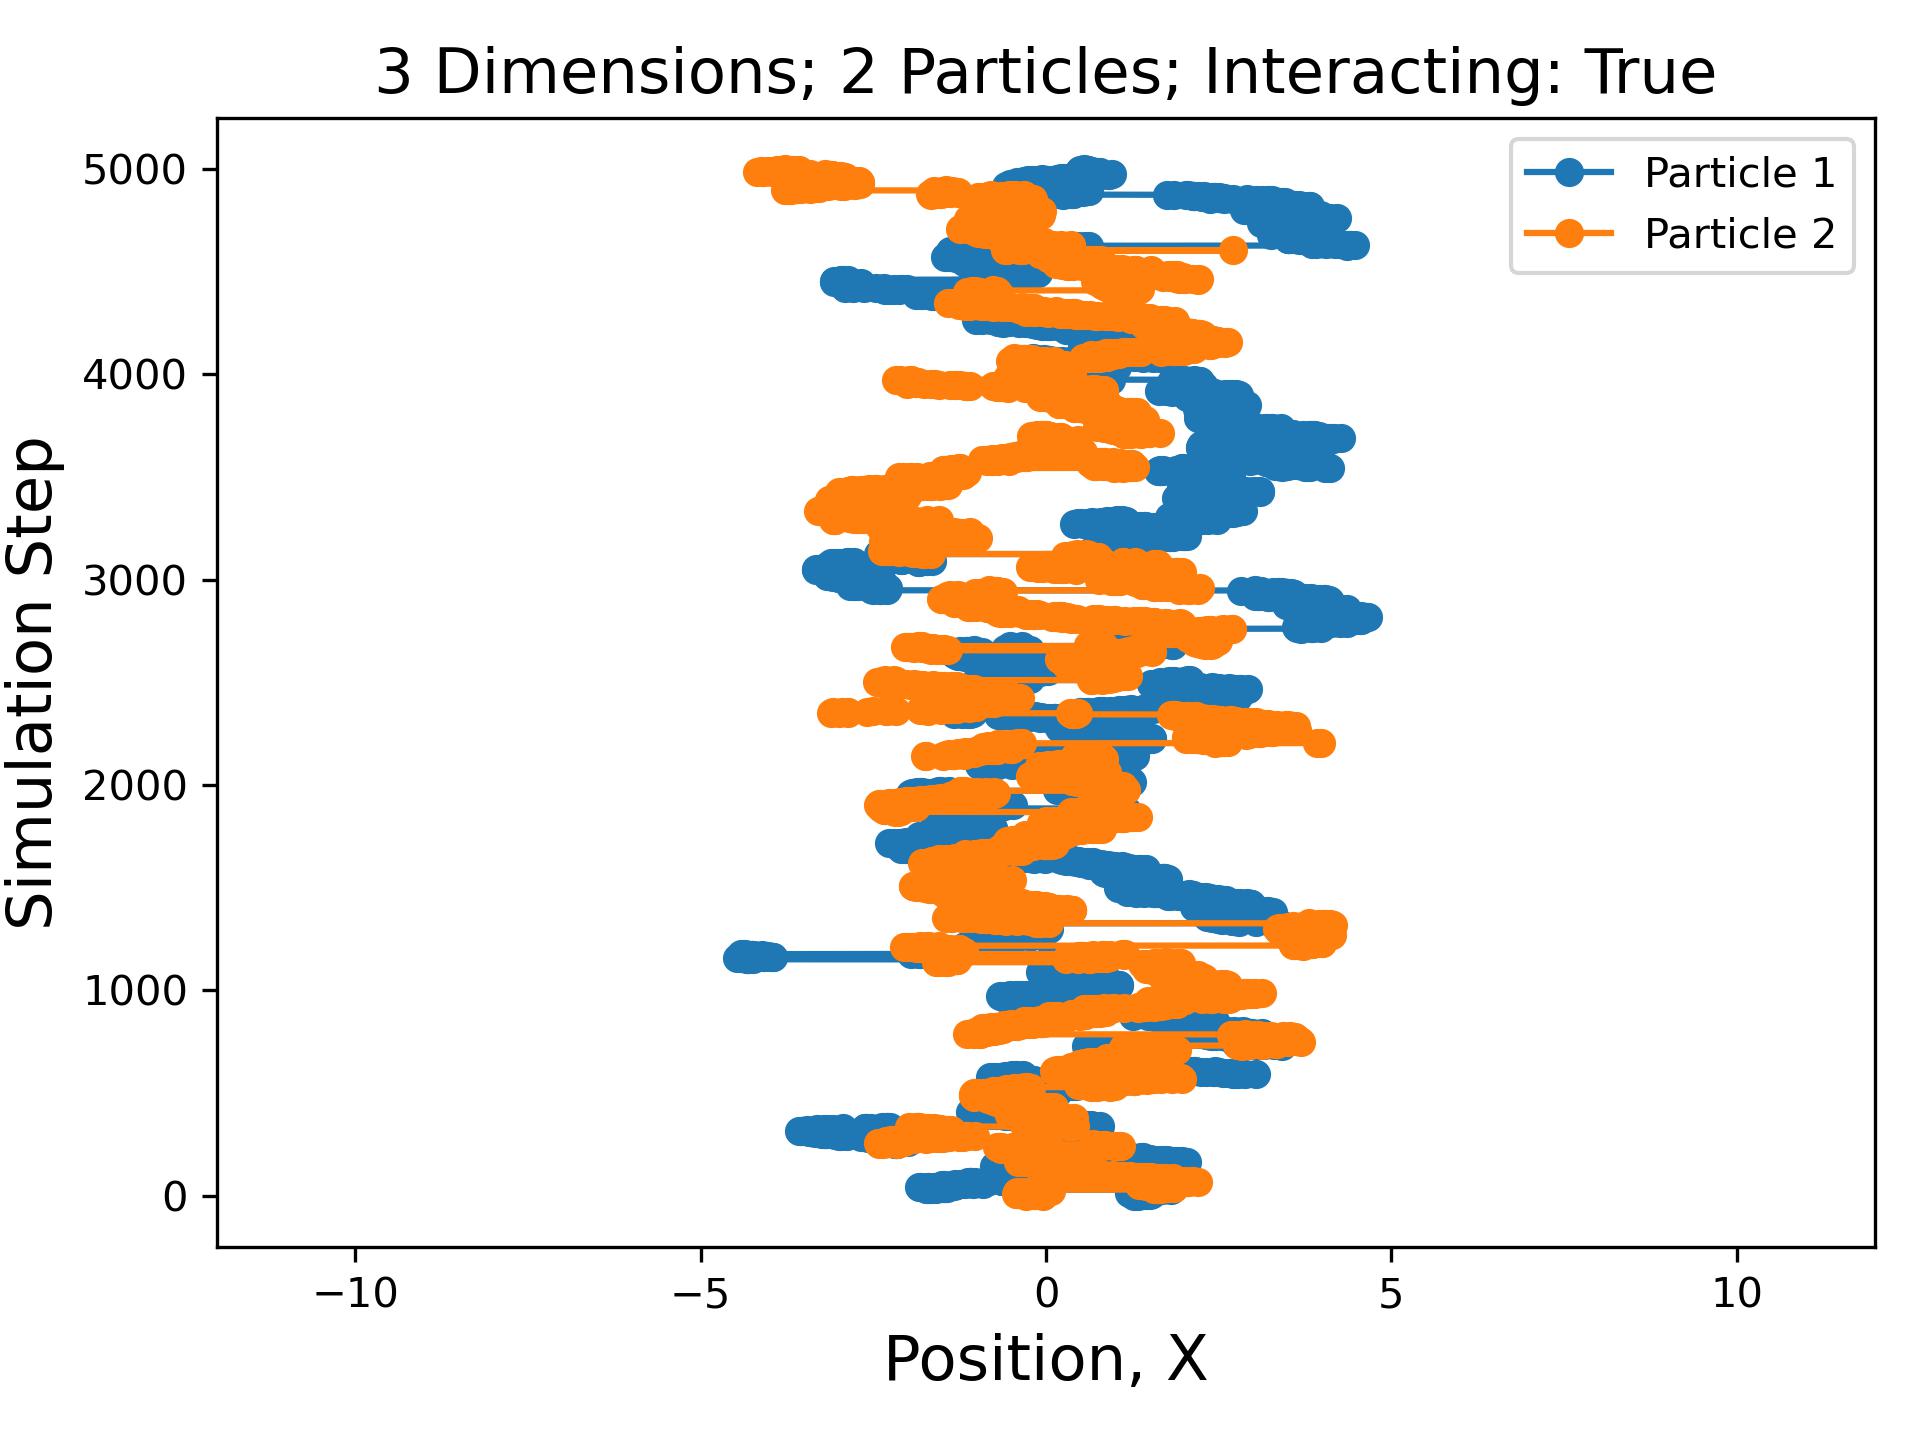 3 Dimensions; 2 Particles; Interacting: True
Particle 1
Particle 2
5000
4000
3000
2000
1000
0
Simulation Step
−10
−5
0
5
10
Position, X